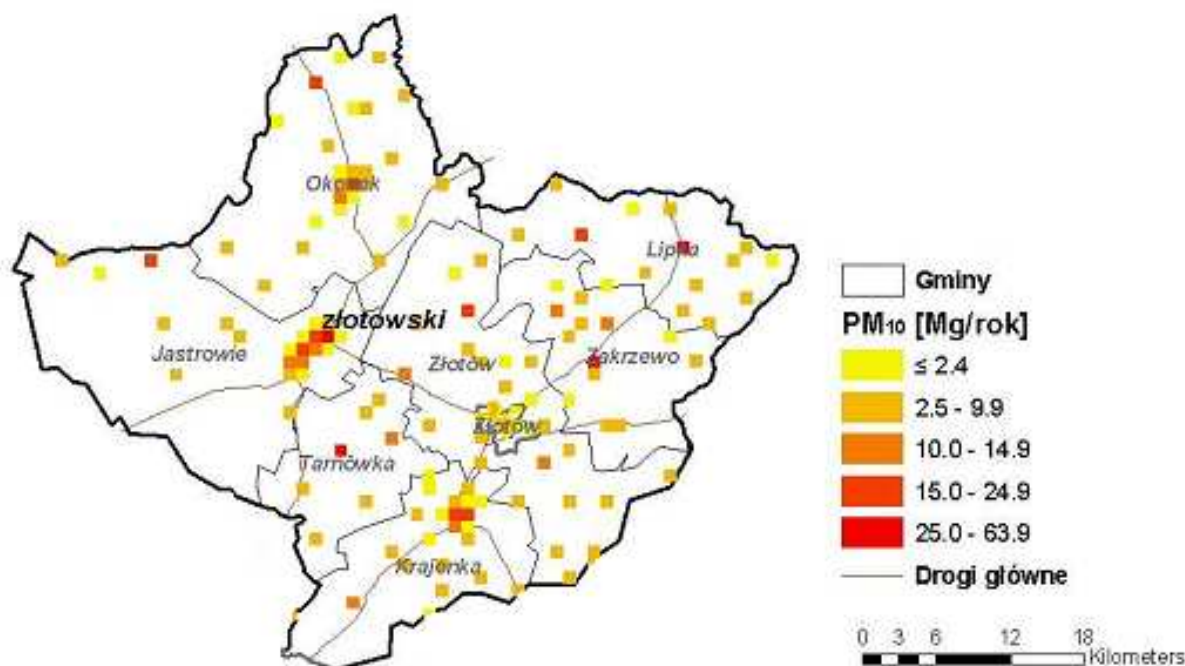 Okonek
Lipka
złotowski
Jastrowie
Złotów
Zakrzewo
Złotów
Tarnówka
Krajenka
Gminy
PM10 [Mg/rok]
≤ 2.4
2.5 - 9.9
10.0 - 14.9
15.0 - 24.9
25.0 - 63.9
Drogi główne
0 3 6 12 18
Kilometers